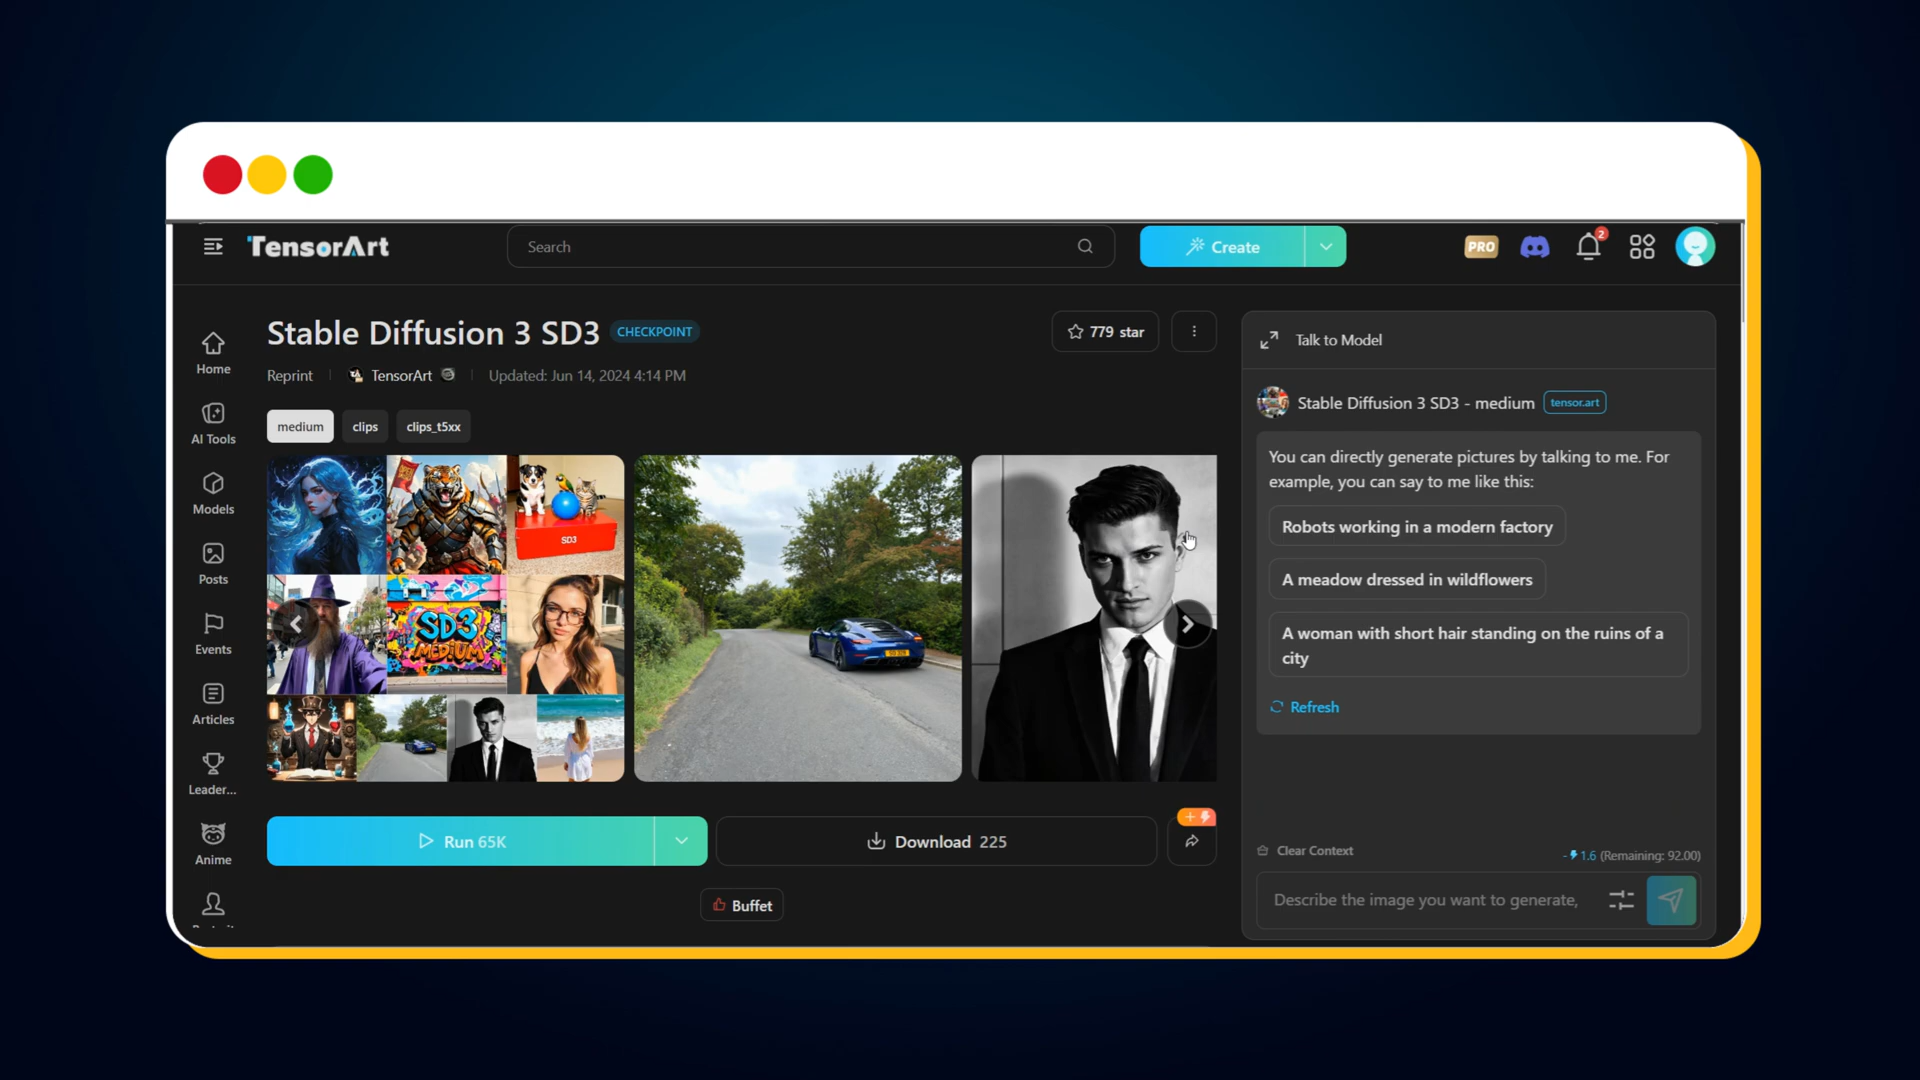 TensorArt
Search
Create
PRO
2
Home
AI Tools
Models
Posts
Events
Articles
Leader...
Anime
Stable Diffusion 3 SD3
CHECKPOINT
779 star
Reprint
TensorArt
Updated: Jun 14, 2024 4:14 PM
medium
clips
clips_t5xx
SD3
SD3
MEDIUM
Run 65K
Download 225
Buffet
Talk to Model
Stable Diffusion 3 SD3 - medium
tensor.art
You can directly generate pictures by talking to me. For
example, you can say to me like this:
Robots working in a modern factory
A meadow dressed in wildflowers
A woman with short hair standing on the ruins of a
city
Refresh
Clear Context
- 1.6 (Remaining: 92.00)
Describe the image you want to generate,